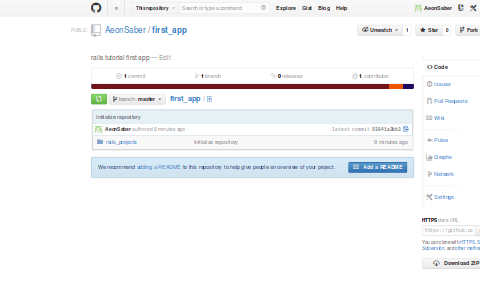 This repository Search or type a command Explore Gist Blog Help AeonSaber
PUBLIC AeonSaber / first_app Unwatch 1 Star 0 Fork
rails tutorial first app — Edit
1 commit 1 branch 0 releases 1 contributor
branch: master first_app /
Initialize repository
AeonSaber authored 9 minutes ago latest commit
rails_projects Initialize repository 9 minutes ago
We recommend adding a README to this repository to help give people an overview of your project. Add a README
Code
Issues
Pull Requests
Wiki
Pulse
Graphs
Network
Settings
HTTPS clone URL
https://github.co
You can clone with HTTPS, S
Subversion, and other metho
Download ZIP